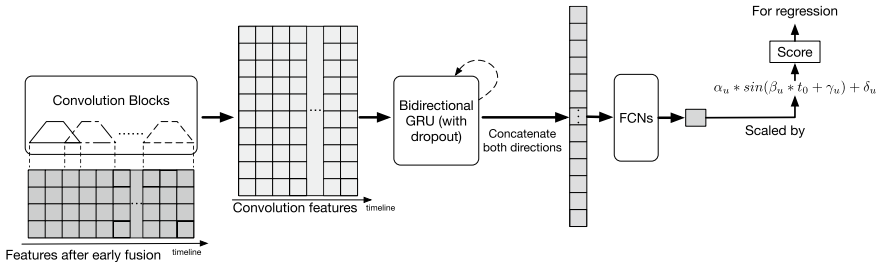 For regression
Score
α_u * sin(β_u * t_0 + γ_u) + δ_u
Scaled by
Convolution Blocks
......
...
Bidirectional
GRU (with
dropout)
Concatenate
both directions
...
FCNs
...
Convolution features timeline
Features after early fusion timeline